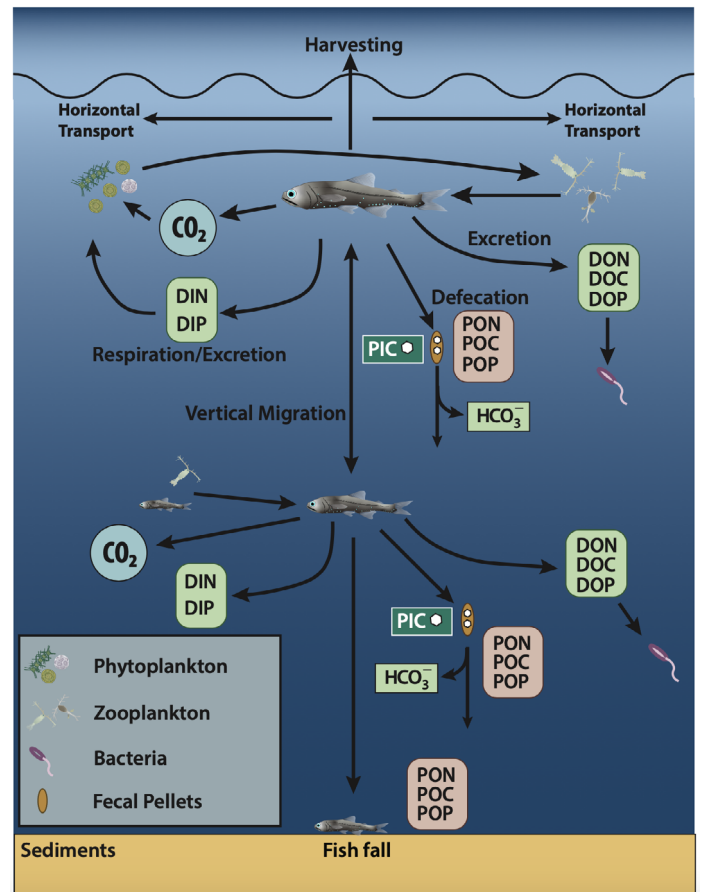 Harvesting
Horizontal
Transport
Horizontal
Transport
CO₂
Excretion
DON
DOC
DOP
DIN
DIP
Defecation
PON
POC
POP
PIC
Respiration/Excretion
HCO₃⁻
Vertical Migration
CO₂
DON
DOC
DOP
DIN
DIP
PIC
PON
POC
POP
HCO₃⁻
Phytoplankton
Zooplankton
Bacteria
Fecal Pellets
PON
POC
POP
Sediments
Fish fall